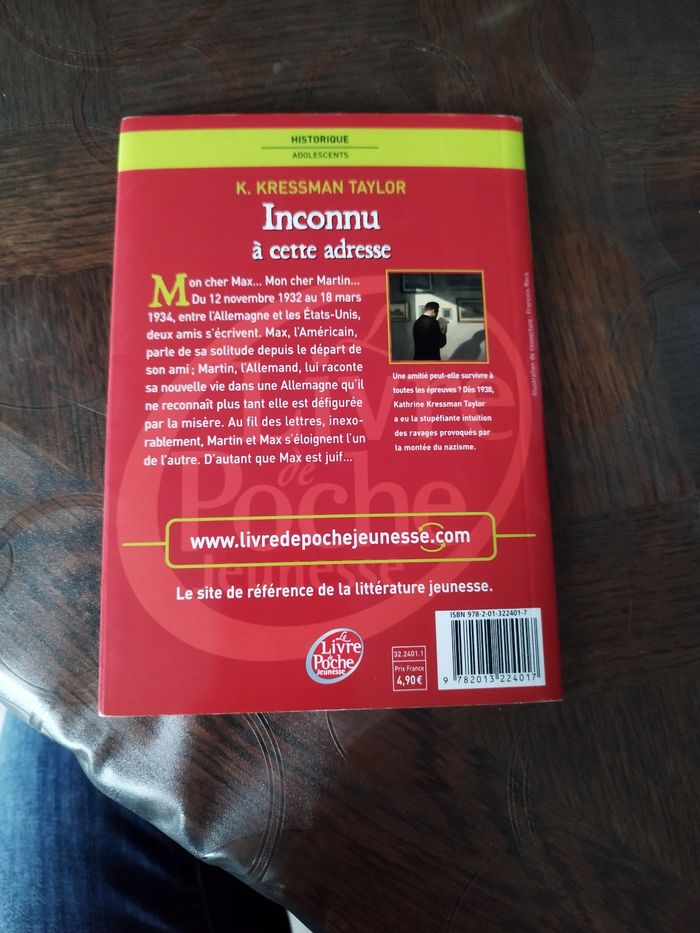 HISTORIQUE
ADOLESCENTS
K. KRESSMAN TAYLOR
Inconnu
à cette adresse
Mon cher Max... Mon cher Martin...
Du 12 novembre 1932 au 18 mars
1934, entre l'Allemagne et les États-Unis,
deux amis s'écrivent. Max, l'Américain,
parle de sa solitude depuis le départ de
son ami ; Martin, l'Allemand, lui raconte
sa nouvelle vie dans une Allemagne qu'il
ne reconnaît plus tant elle est défigurée
par la misère. Au fil des lettres, inexo-
rablement, Martin et Max s'éloignent l'un
de l'autre. D'autant que Max est juif...
Une amitié peut-elle survivre à
toutes les épreuves ? Dès 1938,
Kathrine Kressman Taylor
a eu la stupéfiante intuition
des ravages provoqués par
la montée du nazisme.
Illustration de couverture : François Roca
Le
Livre
de
Poche
Jeunesse
www.livredepochejeunesse.com
Le site de référence de la littérature jeunesse.
Le
Livre
de
Poche
Jeunesse
32.2401.1
Prix France
4,90 €
ISBN 978-2-01-322401-7
9 782013 224017